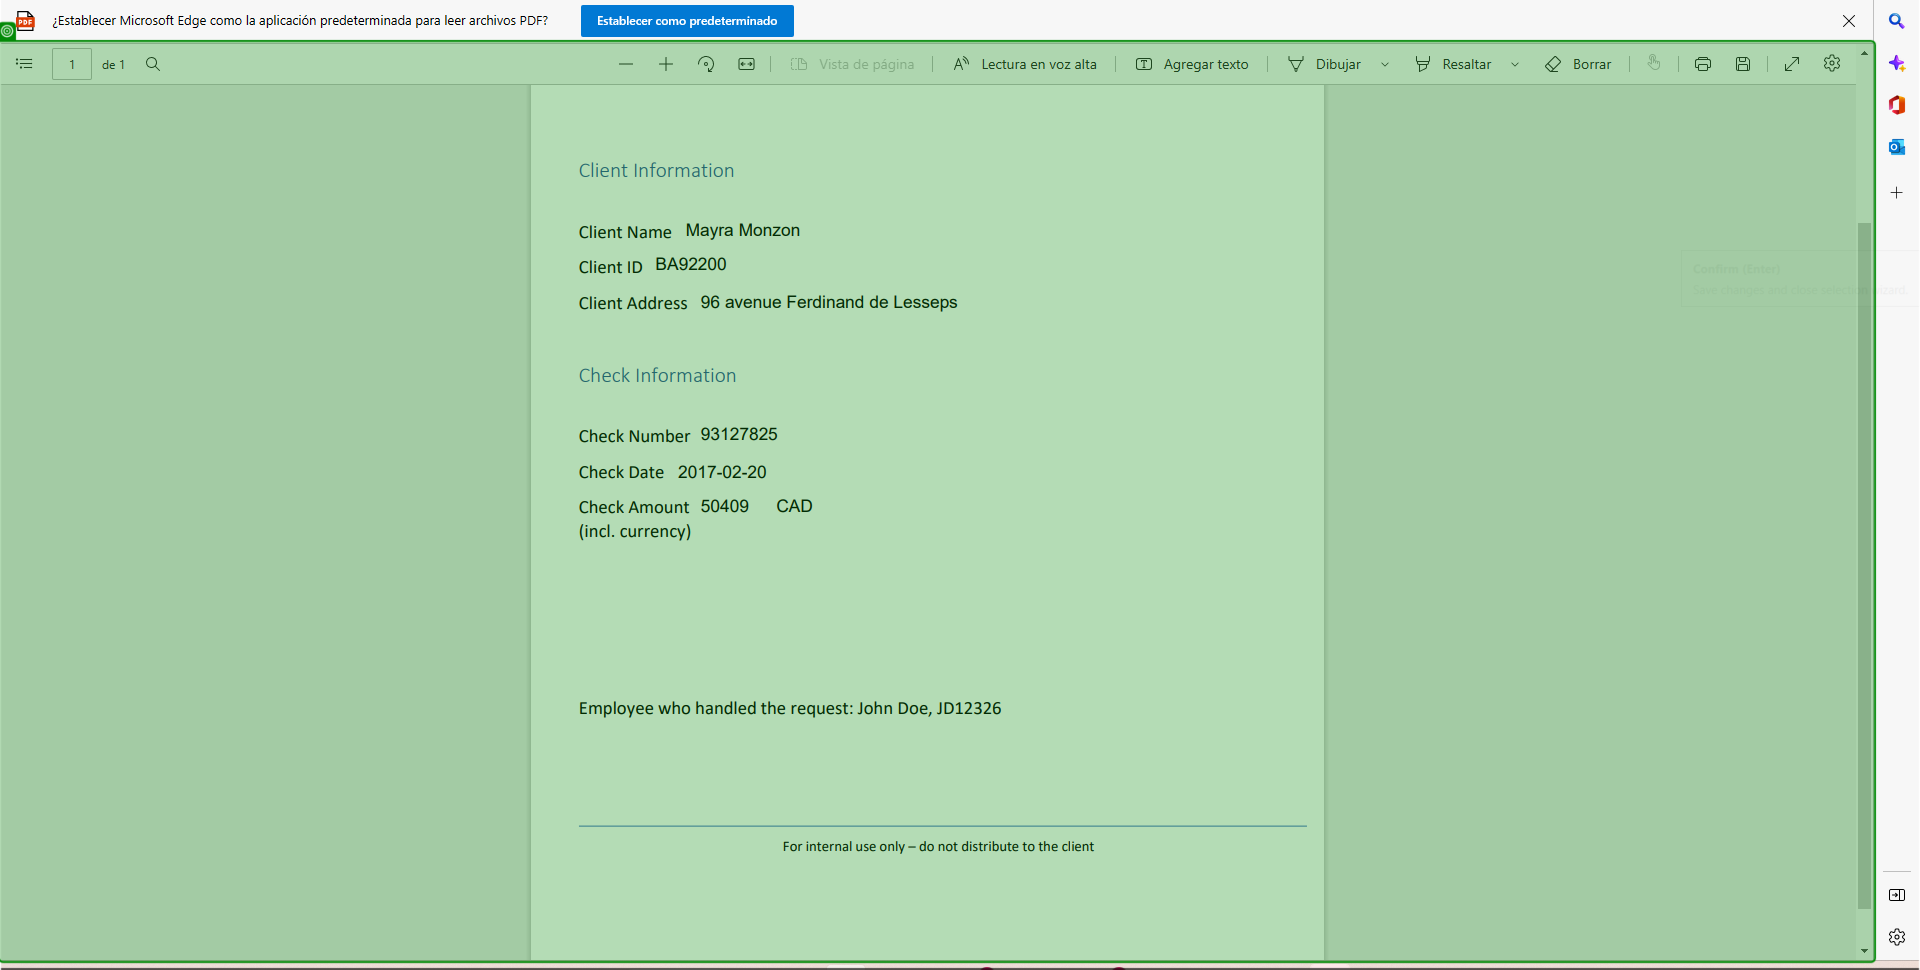 ¿Establecer Microsoft Edge como la aplicación predeterminada para leer archivos PDF? Establecer como predeterminado
1 de 1 Vista de página Lectura en voz alta Agregar texto Dibujar Resaltar Borrar
Client Information
Client Name Mayra Monzon
Client ID BA92200
Client Address 96 avenue Ferdinand de Lesseps
Confirm (Enter)
Check Information
Check Number 93127825
Check Date 2017-02-20
Check Amount 50409 CAD
(incl. currency)
Employee who handled the request: John Doe, JD12326
For internal use only – do not distribute to the client